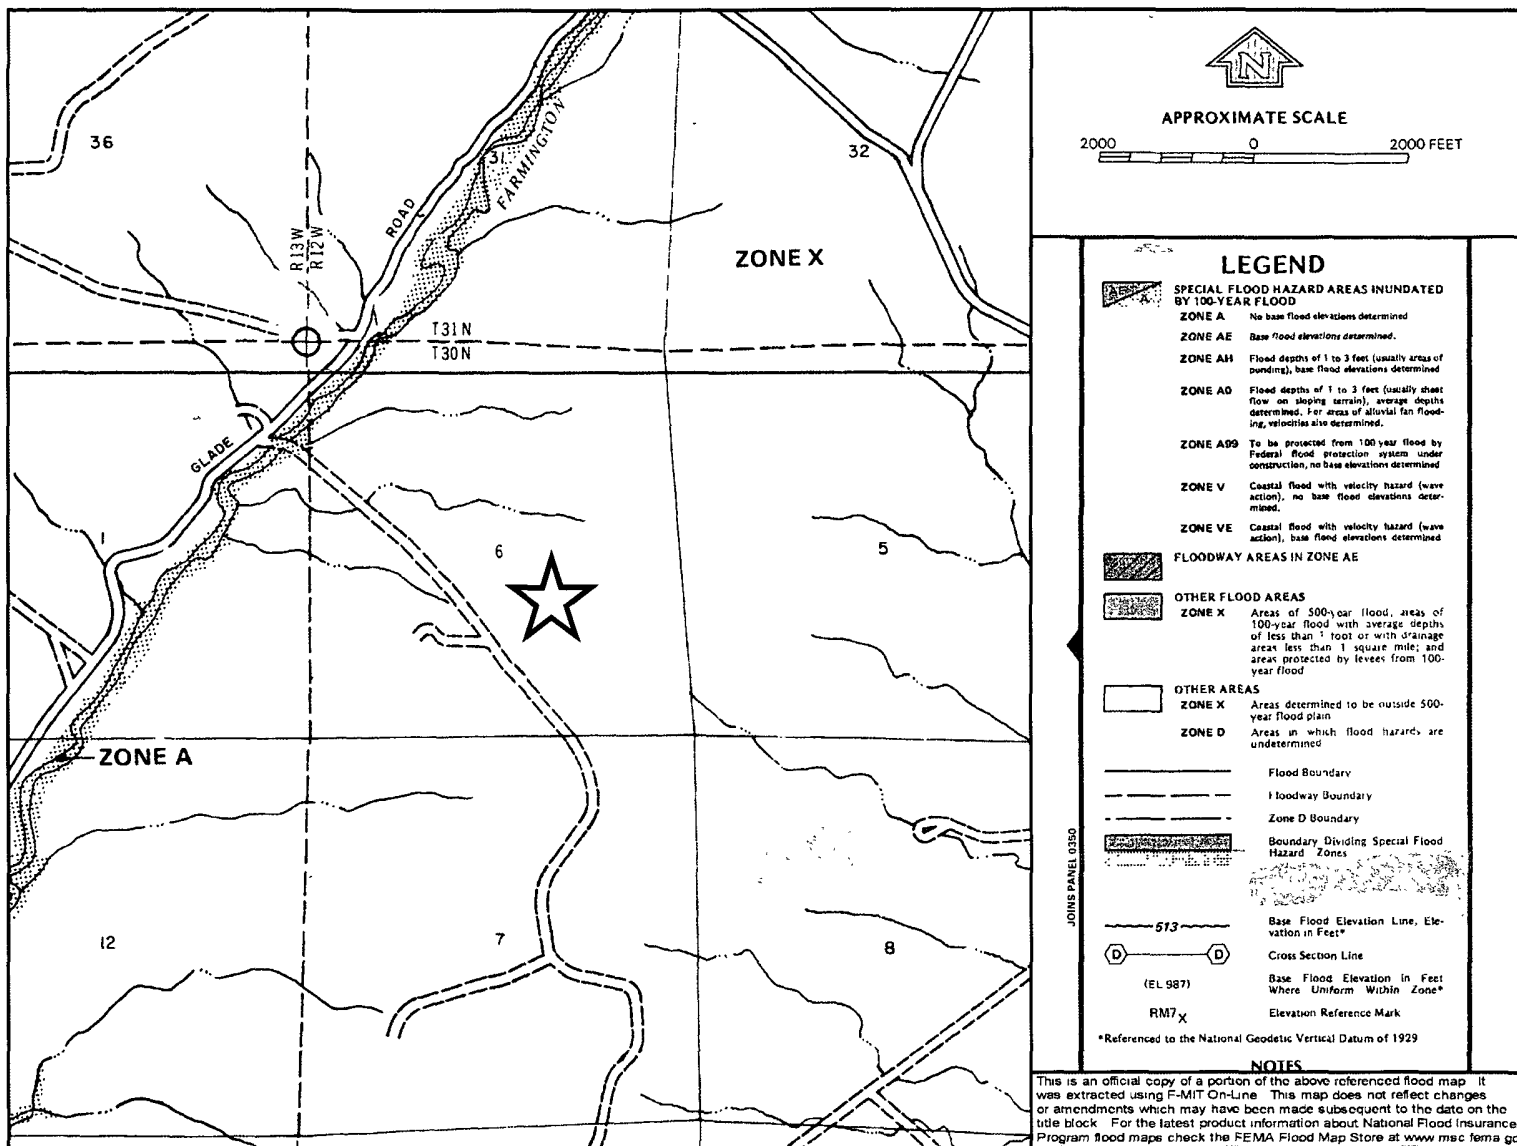 36
31
32
FARMINGTON
ROAD
R13W
R12W
ZONE X
T31N
T30N
GLADE
1
6
5
ZONE A
12
7
8
N
APPROXIMATE SCALE
2000 0 2000 FEET
JOINS PANEL 0350
LEGEND
SPECIAL FLOOD HAZARD AREAS INUNDATED
BY 100-YEAR FLOOD
ZONE A No base flood elevations determined
ZONE AE Base flood elevations determined.
ZONE AH Flood depths of 1 to 3 feet (usually areas of
ponding), base flood elevations determined
ZONE AO Flood depths of 1 to 3 feet (usually sheet
flow on sloping terrain), average depths
determined. For areas of alluvial fan flood-
ing, velocities also determined.
ZONE A99 To be protected from 100 year flood by
Federal flood protection system under
construction, no base elevations determined
ZONE V Coastal flood with velocity hazard (wave
action), no base flood elevations deter-
mined.
ZONE VE Coastal flood with velocity hazard (wave
action), base flood elevations determined
FLOODWAY AREAS IN ZONE AE
OTHER FLOOD AREAS
ZONE X Areas of 500-year flood, areas of
100-year flood with average depths
of less than 1 foot or with drainage
areas less than 1 square mile; and
areas protected by levees from 100-
year flood
OTHER AREAS
ZONE X Areas determined to be outside 500-
year flood plain
ZONE D Areas in which flood hazards are
undetermined
Flood Boundary
Floodway Boundary
Zone D Boundary
Boundary Dividing Special Flood
Hazard Zones
513 Base Flood Elevation Line, Ele-
vation in Feet*
D D Cross Section Line
(EL 987) Base Flood Elevation in Feet
Where Uniform Within Zone*
RM7X Elevation Reference Mark
*Referenced to the National Geodetic Vertical Datum of 1929
NOTES
This is an official copy of a portion of the above referenced flood map It
was extracted using F-MIT On-Line This map does not reflect changes
or amendments which may have been made subsequent to the date on the
title block For the latest product information about National Flood Insurance
Program flood maps check the FEMA Flood Map Store at www msc fema go